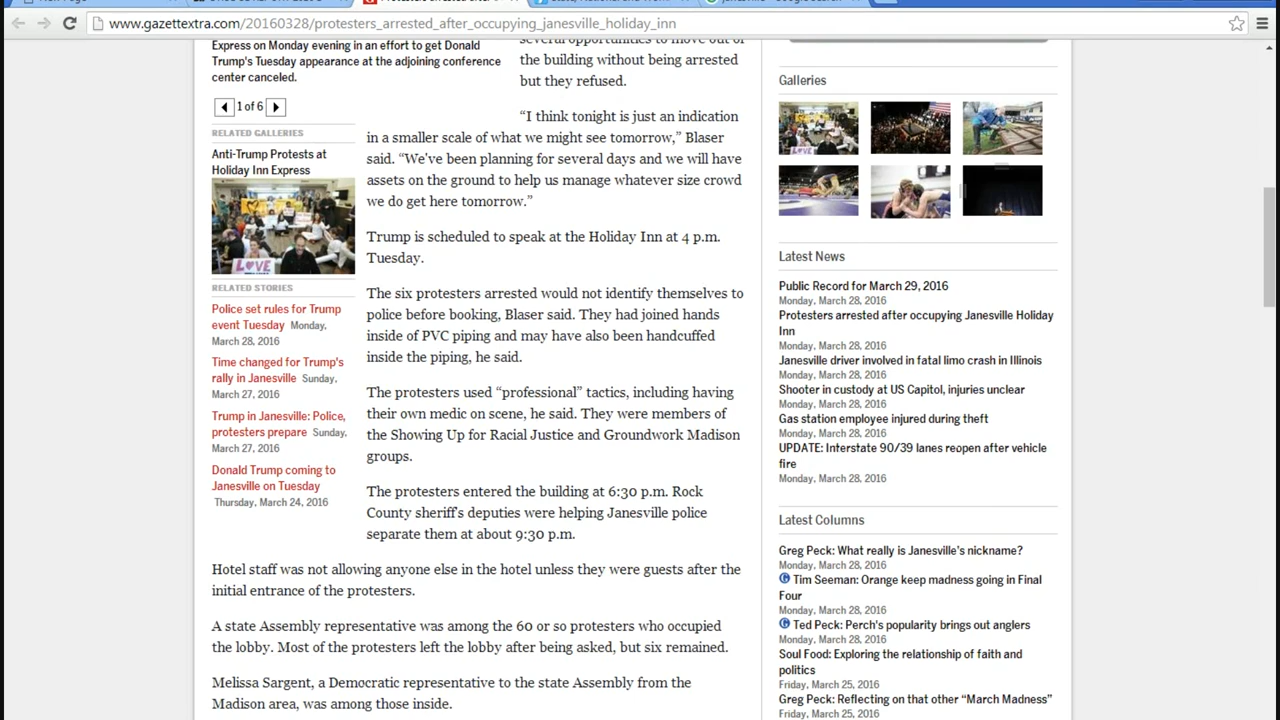 www.gazettextra.com/20160328/protesters_arrested_after_occupying_janesville_holiday_inn
Express on Monday evening in an effort to get Donald
Trump's Tuesday appearance at the adjoining conference
center canceled.
1 of 6
RELATED GALLERIES
Anti-Trump Protests at
Holiday Inn Express
LOVE
RELATED STORIES
Police set rules for Trump
event Tuesday Monday,
March 28, 2016
Time changed for Trump's
rally in Janesville Sunday,
March 27, 2016
Trump in Janesville: Police,
protesters prepare Sunday,
March 27, 2016
Donald Trump coming to
Janesville on Tuesday
Thursday, March 24, 2016
several opportunities to move out of
the building without being arrested
but they refused.
“I think tonight is just an indication
in a smaller scale of what we might see tomorrow,” Blaser
said. “We've been planning for several days and we will have
assets on the ground to help us manage whatever size crowd
we do get here tomorrow.”
Trump is scheduled to speak at the Holiday Inn at 4 p.m.
Tuesday.
The six protesters arrested would not identify themselves to
police before booking, Blaser said. They had joined hands
inside of PVC piping and may have also been handcuffed
inside the piping, he said.
The protesters used “professional” tactics, including having
their own medic on scene, he said. They were members of
the Showing Up for Racial Justice and Groundwork Madison
groups.
The protesters entered the building at 6:30 p.m. Rock
County sheriff's deputies were helping Janesville police
separate them at about 9:30 p.m.
Hotel staff was not allowing anyone else in the hotel unless they were guests after the
initial entrance of the protesters.
A state Assembly representative was among the 60 or so protesters who occupied
the lobby. Most of the protesters left the lobby after being asked, but six remained.
Melissa Sargent, a Democratic representative to the state Assembly from the
Madison area, was among those inside.
Galleries
LOVE
Latest News
Public Record for March 29, 2016
Monday, March 28, 2016
Protesters arrested after occupying Janesville Holiday
Inn
Monday, March 28, 2016
Janesville driver involved in fatal limo crash in Illinois
Monday, March 28, 2016
Shooter in custody at US Capitol, injuries unclear
Monday, March 28, 2016
Gas station employee injured during theft
Monday, March 28, 2016
UPDATE: Interstate 90/39 lanes reopen after vehicle
fire
Monday, March 28, 2016
Latest Columns
Greg Peck: What really is Janesville's nickname?
Monday, March 28, 2016
G Tim Seeman: Orange keep madness going in Final
Four
Monday, March 28, 2016
G Ted Peck: Perch's popularity brings out anglers
Monday, March 28, 2016
Soul Food: Exploring the relationship of faith and
politics
Friday, March 25, 2016
Greg Peck: Reflecting on that other “March Madness”
Friday, March 25, 2016